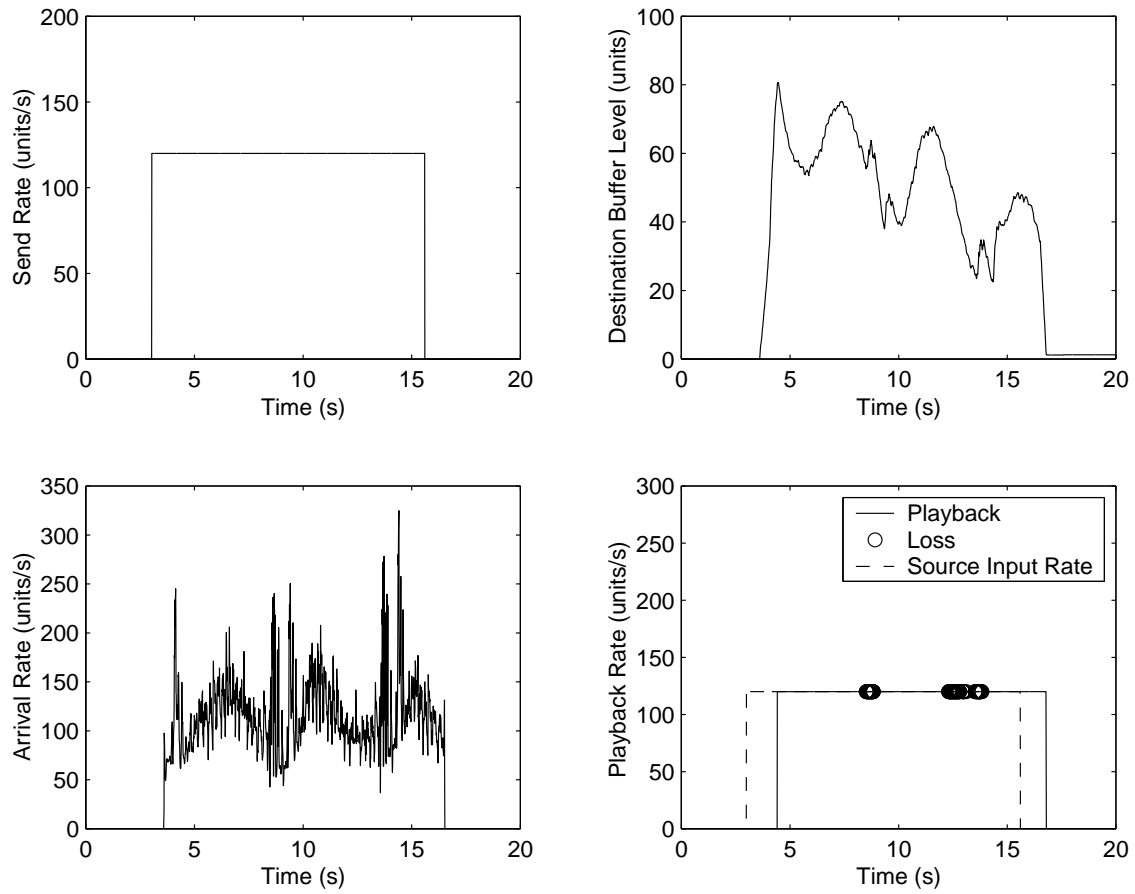 200
150
100
50
0
Send Rate (units/s)
0 5 10 15 20
Time (s)
100
80
60
40
20
0
Destination Buffer Level (units)
0 5 10 15 20
Time (s)
350
300
250
200
150
100
50
0
Arrival Rate (units/s)
0 5 10 15 20
Time (s)
300
250
200
150
100
50
0
Playback Rate (units/s)
Playback
Loss
Source Input Rate
0 5 10 15 20
Time (s)